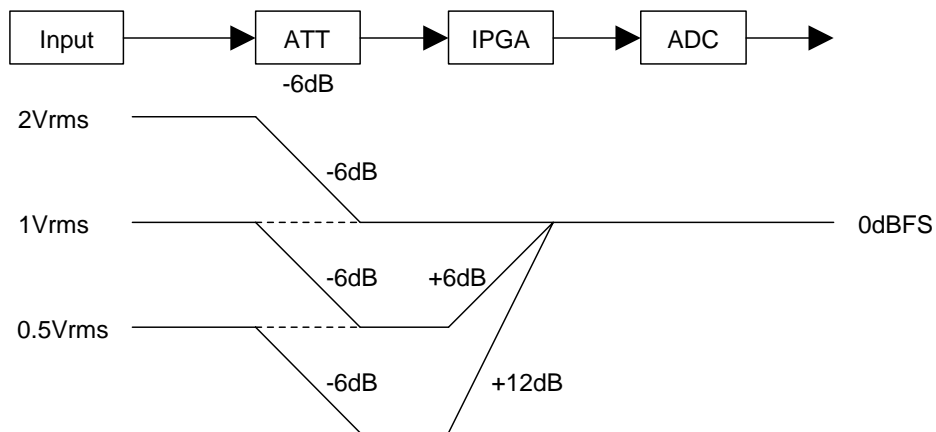 Input ATT IPGA ADC
-6dB
2Vrms
-6dB
1Vrms 0dBFS
-6dB +6dB
0.5Vrms
-6dB +12dB